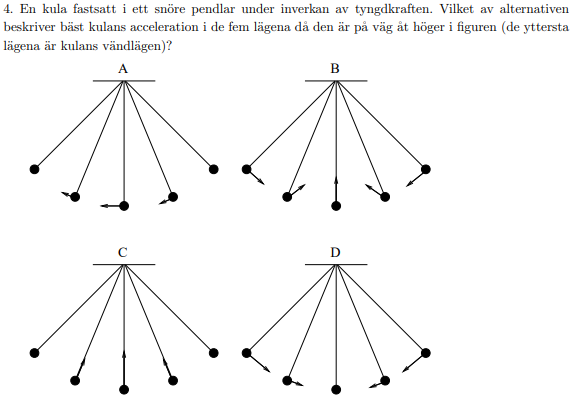 4. En kula fastsatt i ett snöre pendlar under inverkan av tyngdkraften. Vilket av alternativen
beskriver bäst kulans acceleration i de fem lägena då den är på väg åt höger i figuren (de yttersta
lägena är kulans vändlägen)?
A B
C D